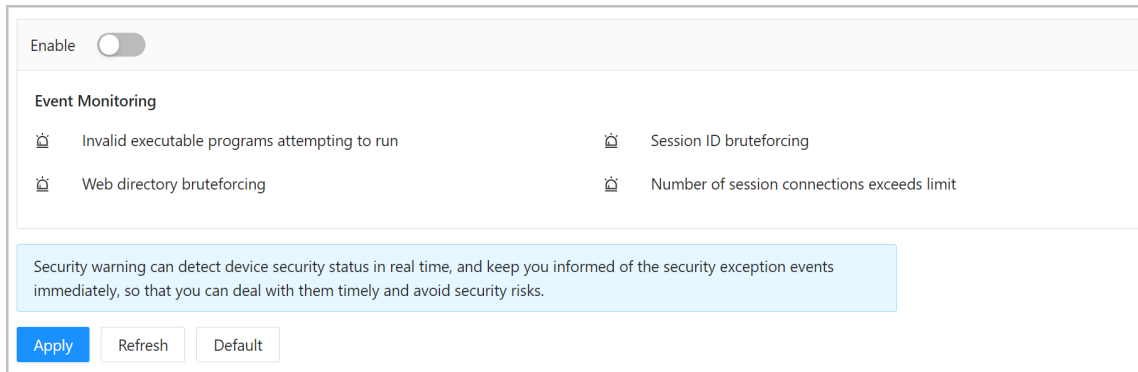 Enable
Event Monitoring
Invalid executable programs attempting to run
Session ID bruteforcing
Web directory bruteforcing
Number of session connections exceeds limit
Security warning can detect device security status in real time, and keep you informed of the security exception events
immediately, so that you can deal with them timely and avoid security risks.
Apply
Refresh
Default